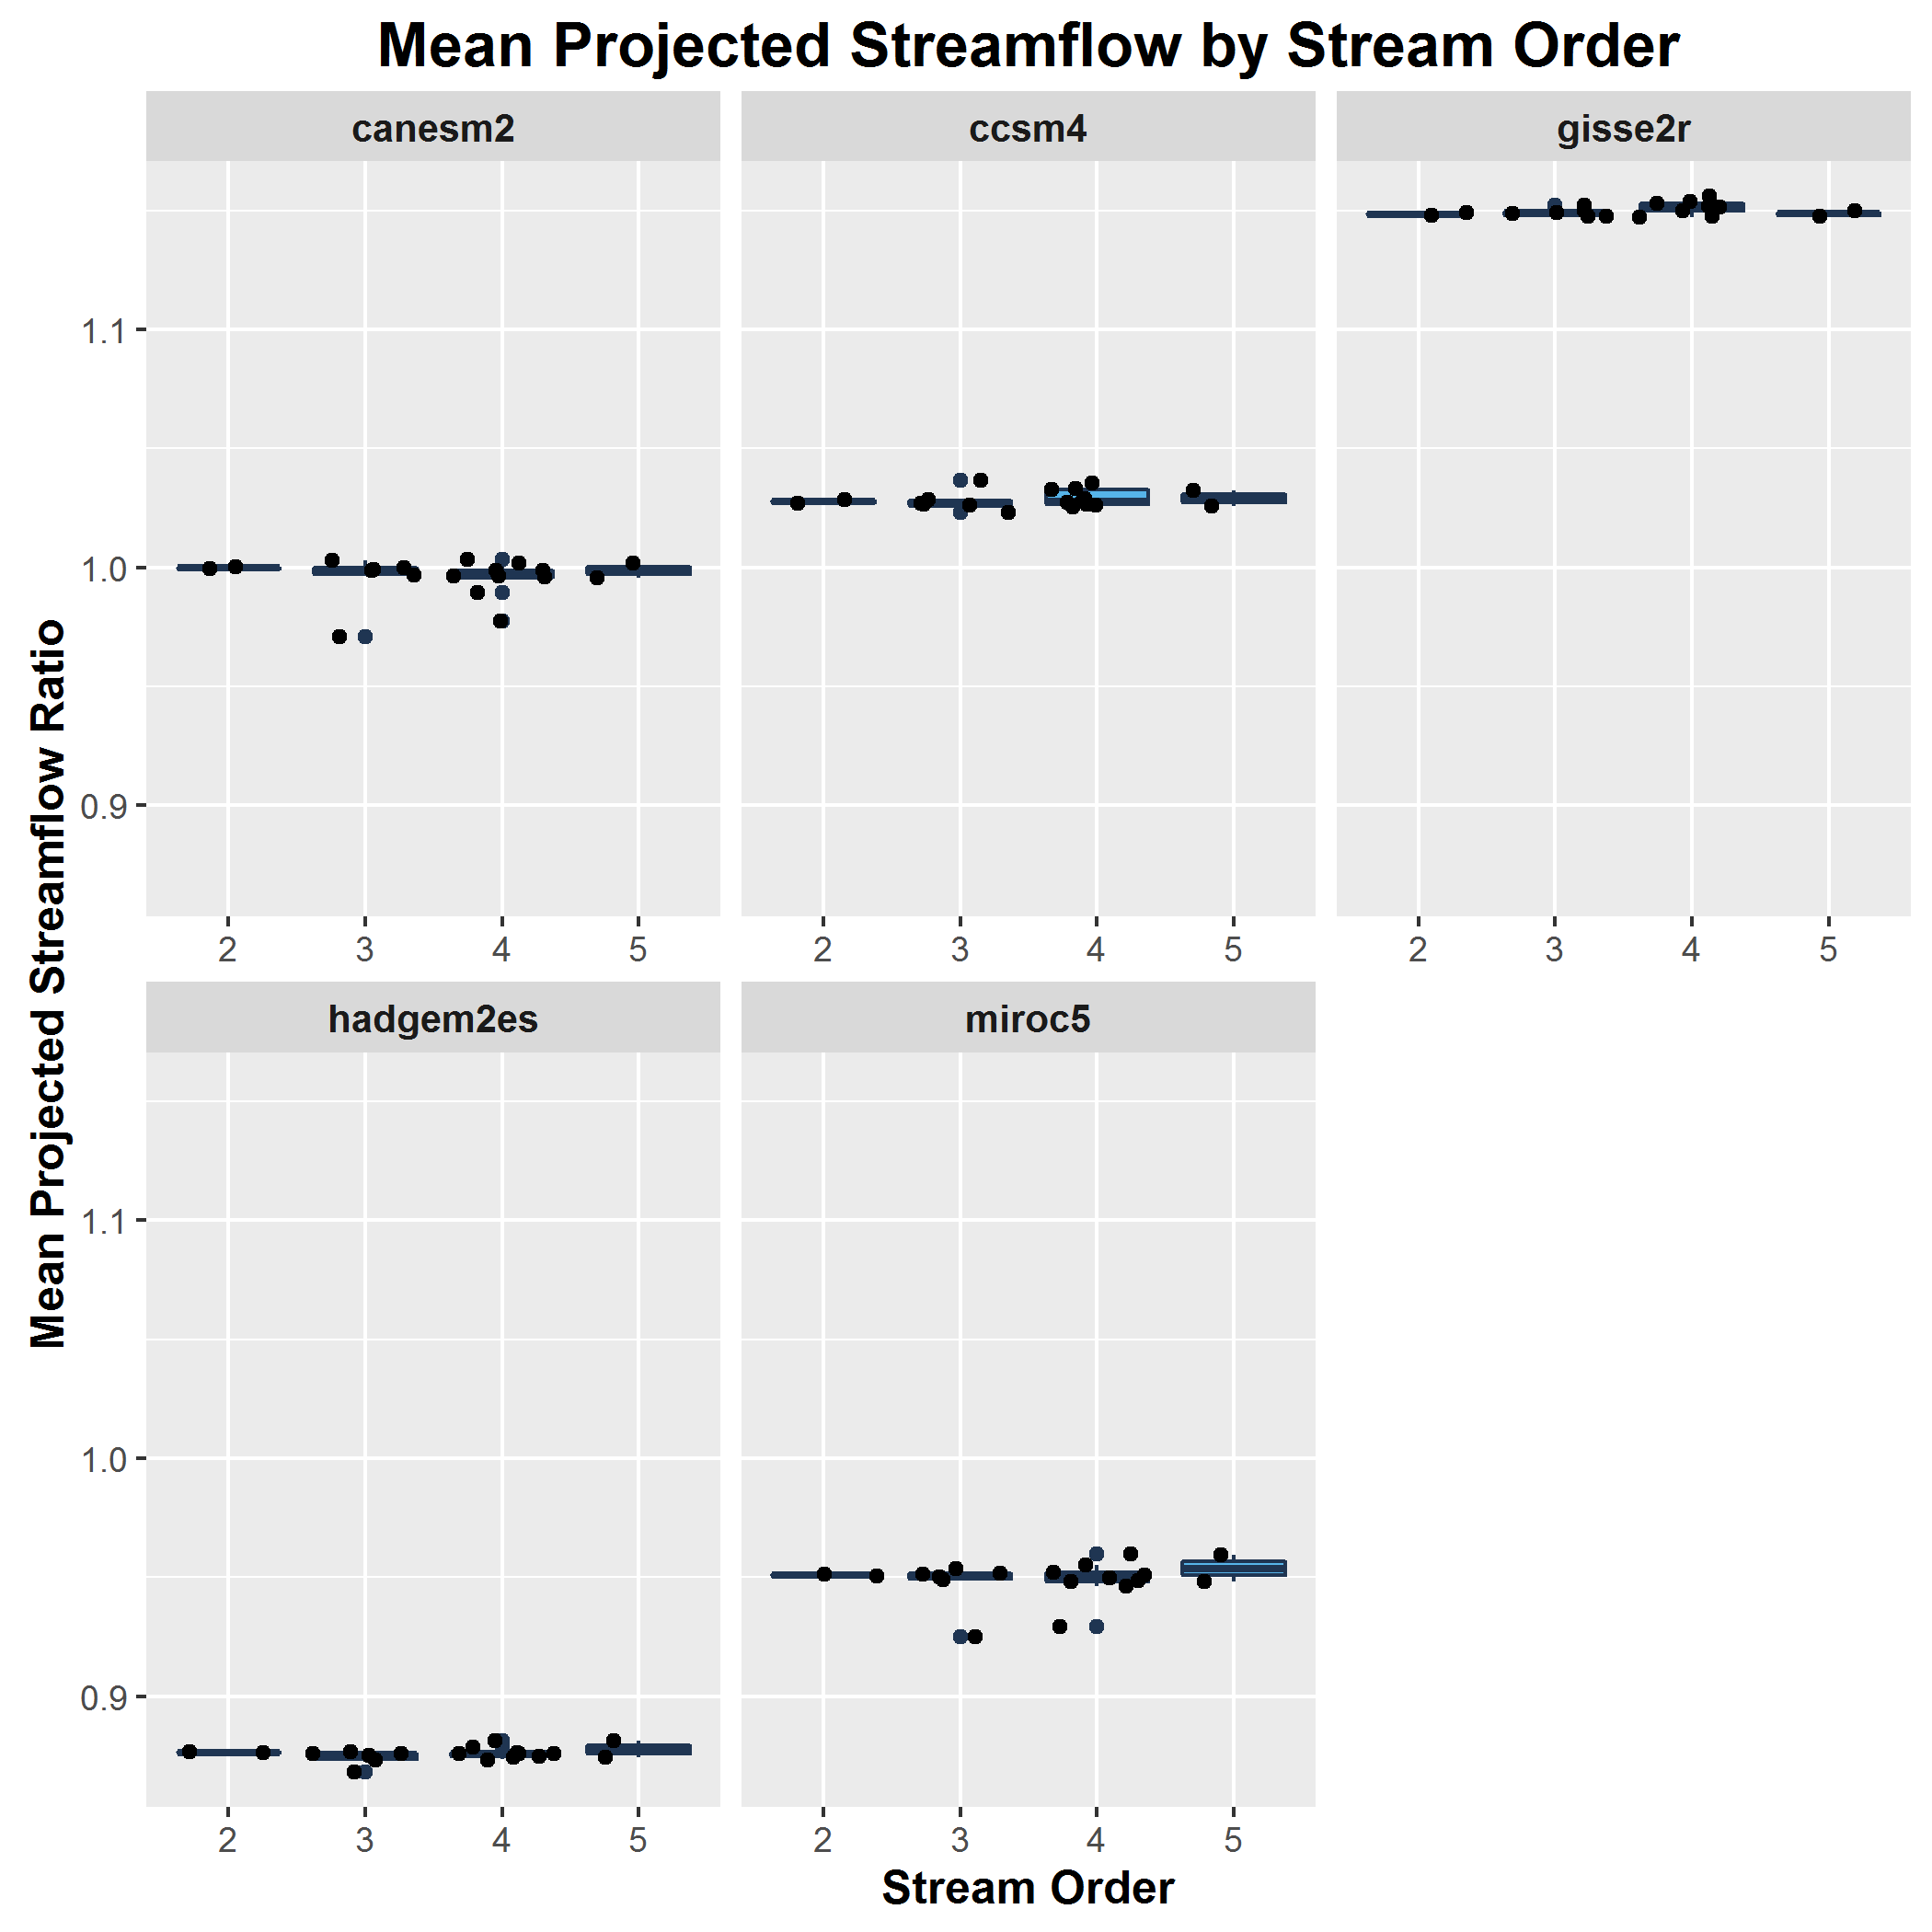 Mean Projected Streamflow by Stream Order
canesm2 ccsm4 gisse2r
Mean Projected Streamflow Ratio
1.1
1.0
0.9
2 3 4 5 2 3 4 5 2 3 4 5
hadgem2es miroc5
1.1
1.0
0.9
2 3 4 5 2 3 4 5
Stream Order